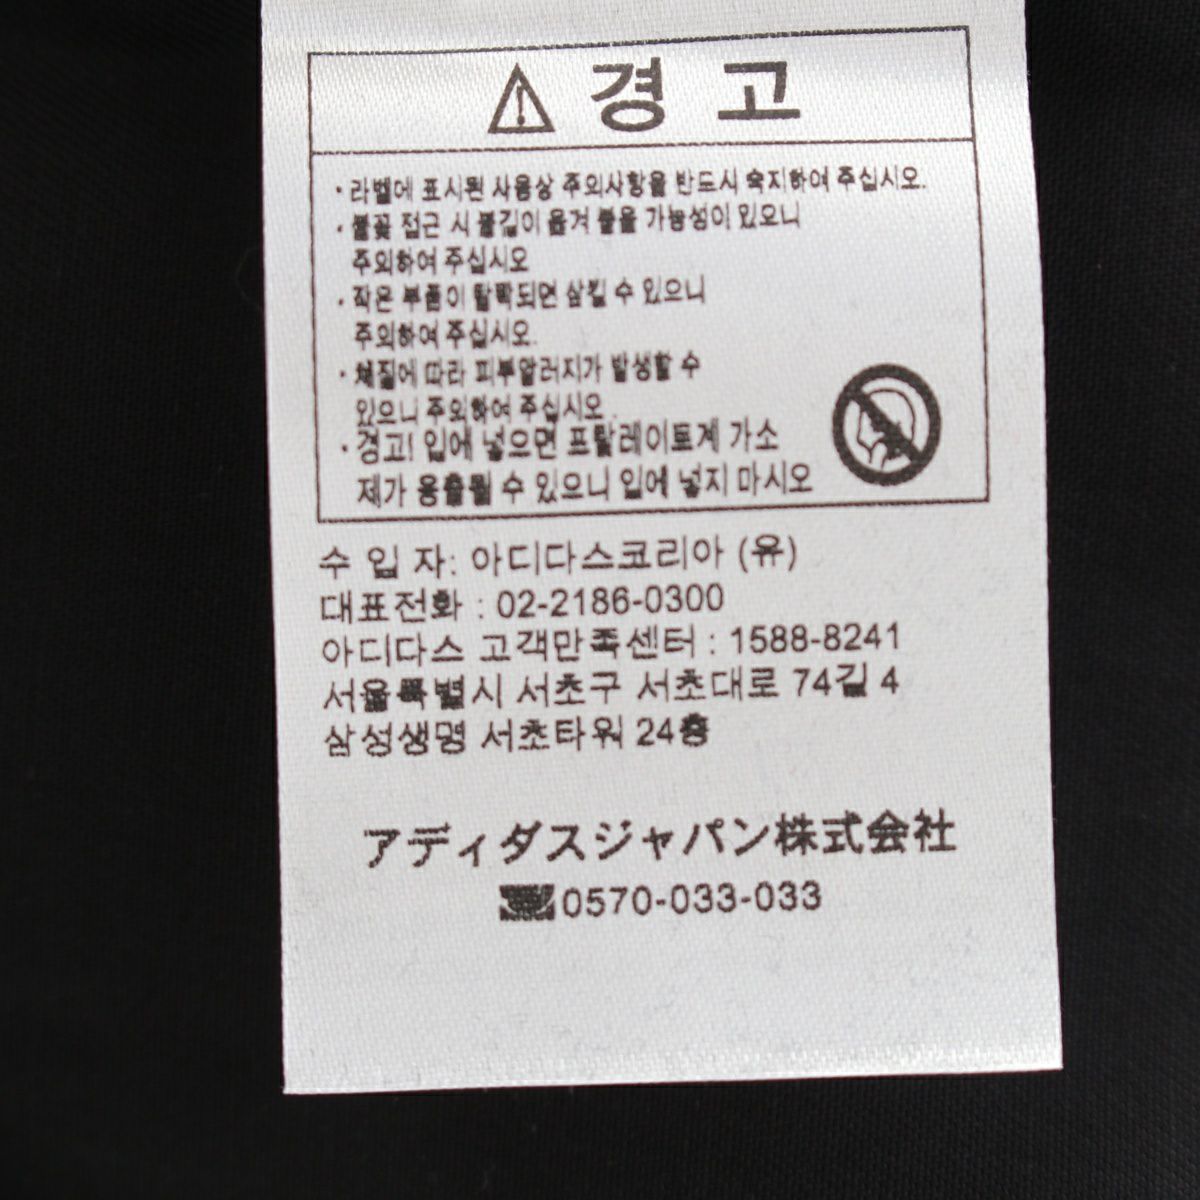 경 고
· 라벨에 표시된 사용상 주의사항을 반드시 숙지하여 주십시오.
· 불꽃 접근 시 불길이 옮겨 붙을 가능성이 있으니
주의하여 주십시오
· 작은 부품이 탈락되면 삼킬 수 있으니
주의하여 주십시오.
· 체질에 따라 피부알러지가 발생할 수
있으니 주의하여 주십시오.
· 경고! 입에 넣으면 프탈레이트계 가소
제가 용출될 수 있으니 입에 넣지 마시오
수 입 자: 아디다스코리아 (유)
대표전화 : 02-2186-0300
아디다스 고객만족센터 : 1588-8241
서울특별시 서초구 서초대로 74길 4
삼성생명 서초타워 24층
アディダスジャパン株式会社
0570-033-033